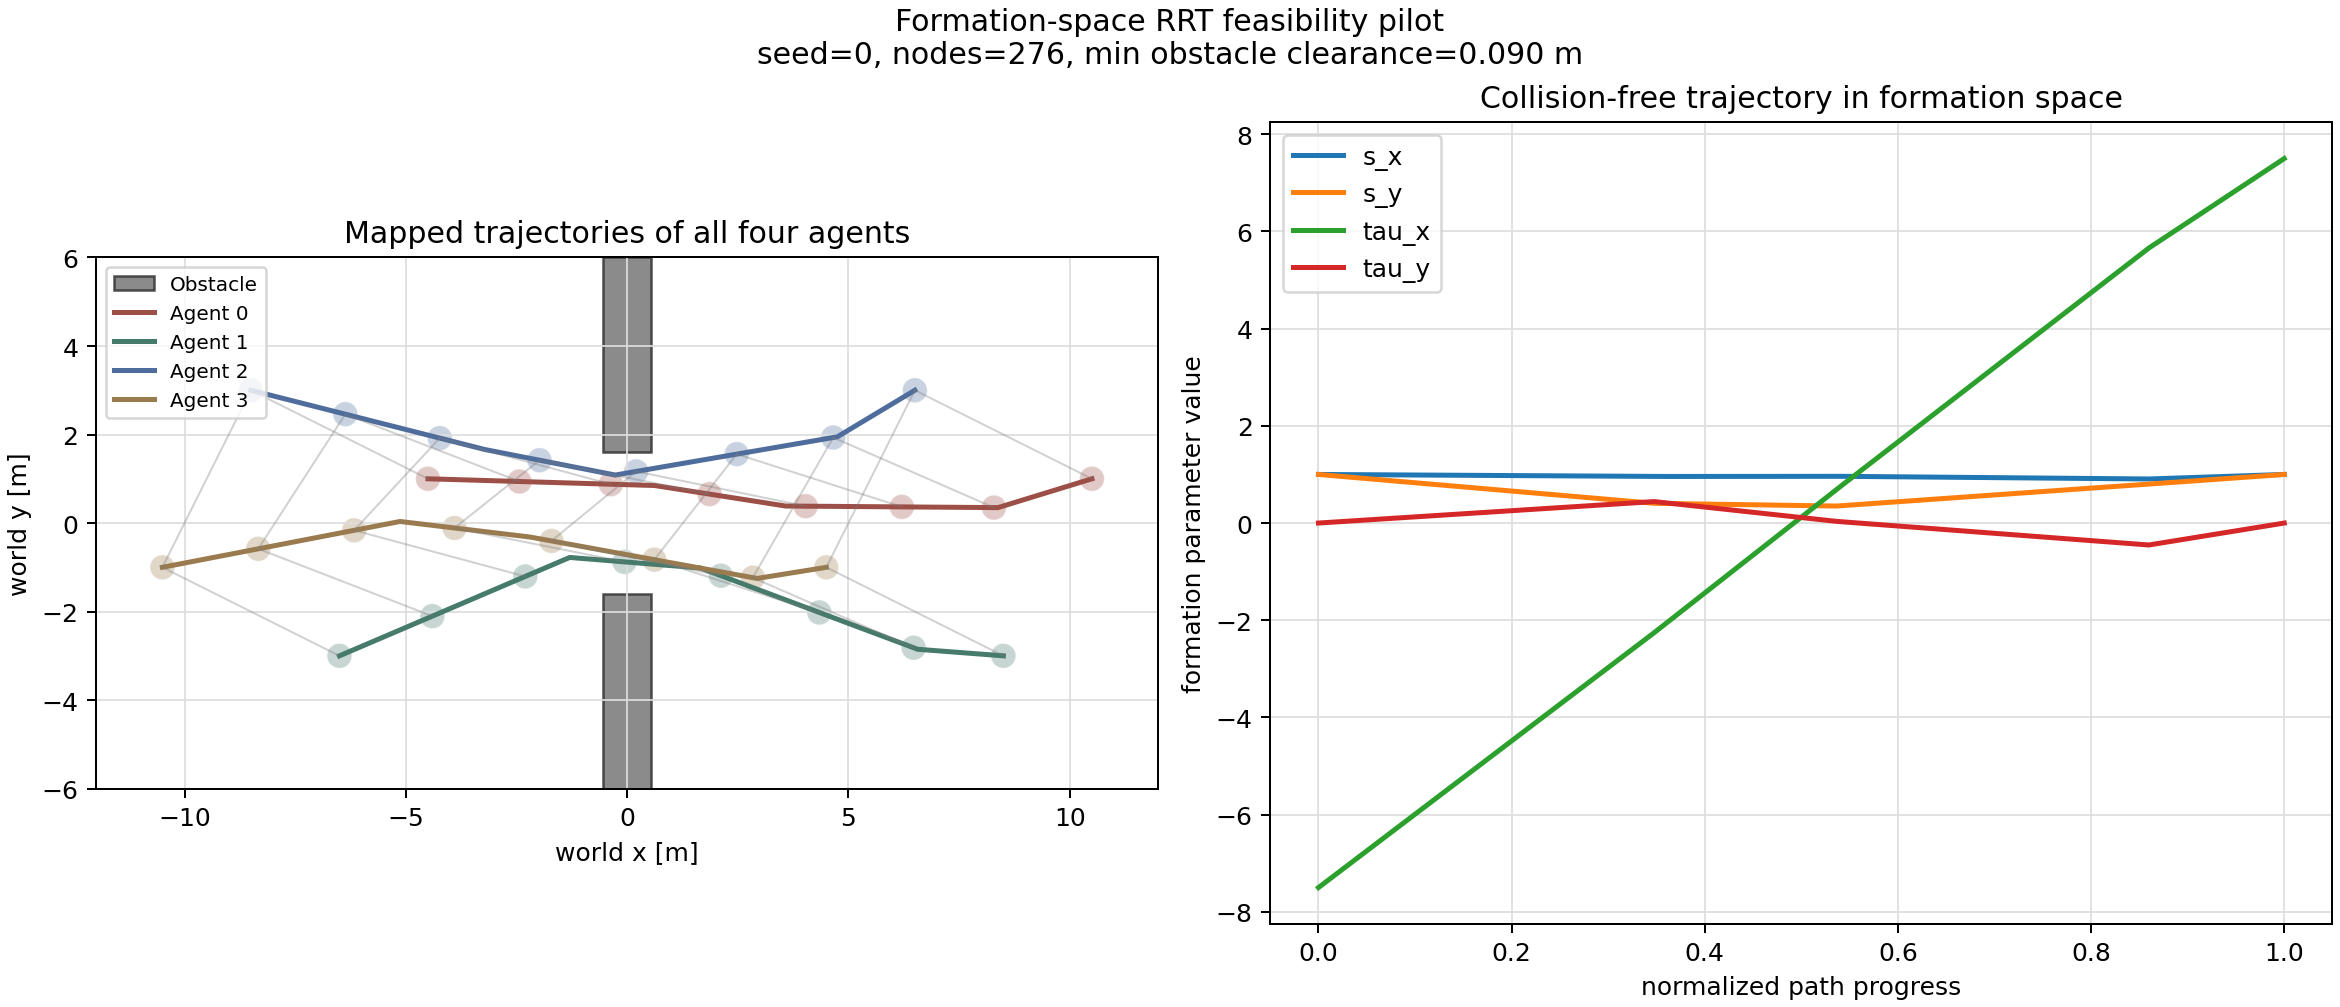 Formation-space RRT feasibility pilot
seed=0, nodes=276, min obstacle clearance=0.090 m
Mapped trajectories of all four agents
Obstacle
Agent 0
Agent 1
Agent 2
Agent 3
6
4
2
0
−2
−4
−6
world y [m]
−10
−5
0
5
10
world x [m]
Collision-free trajectory in formation space
s_x
s_y
tau_x
tau_y
8
6
4
2
0
−2
−4
−6
−8
formation parameter value
0.0
0.2
0.4
0.6
0.8
1.0
normalized path progress